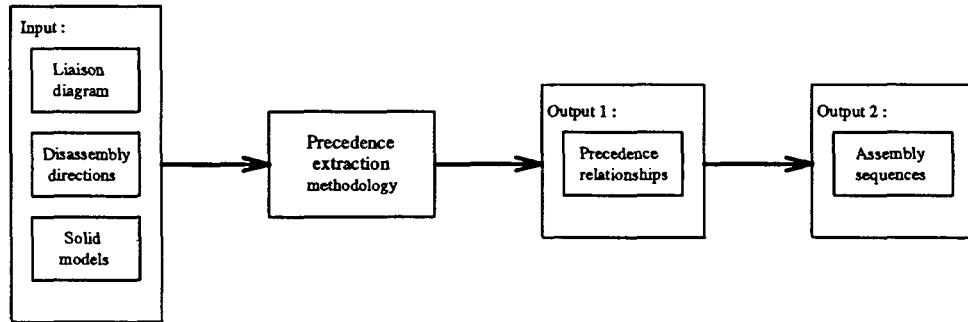 Input :
Liaison
diagram
Disassembly
directions
Solid
models
Precedence
extraction
methodology
Output 1 :
Precedence
relationships
Output 2 :
Assembly
sequences